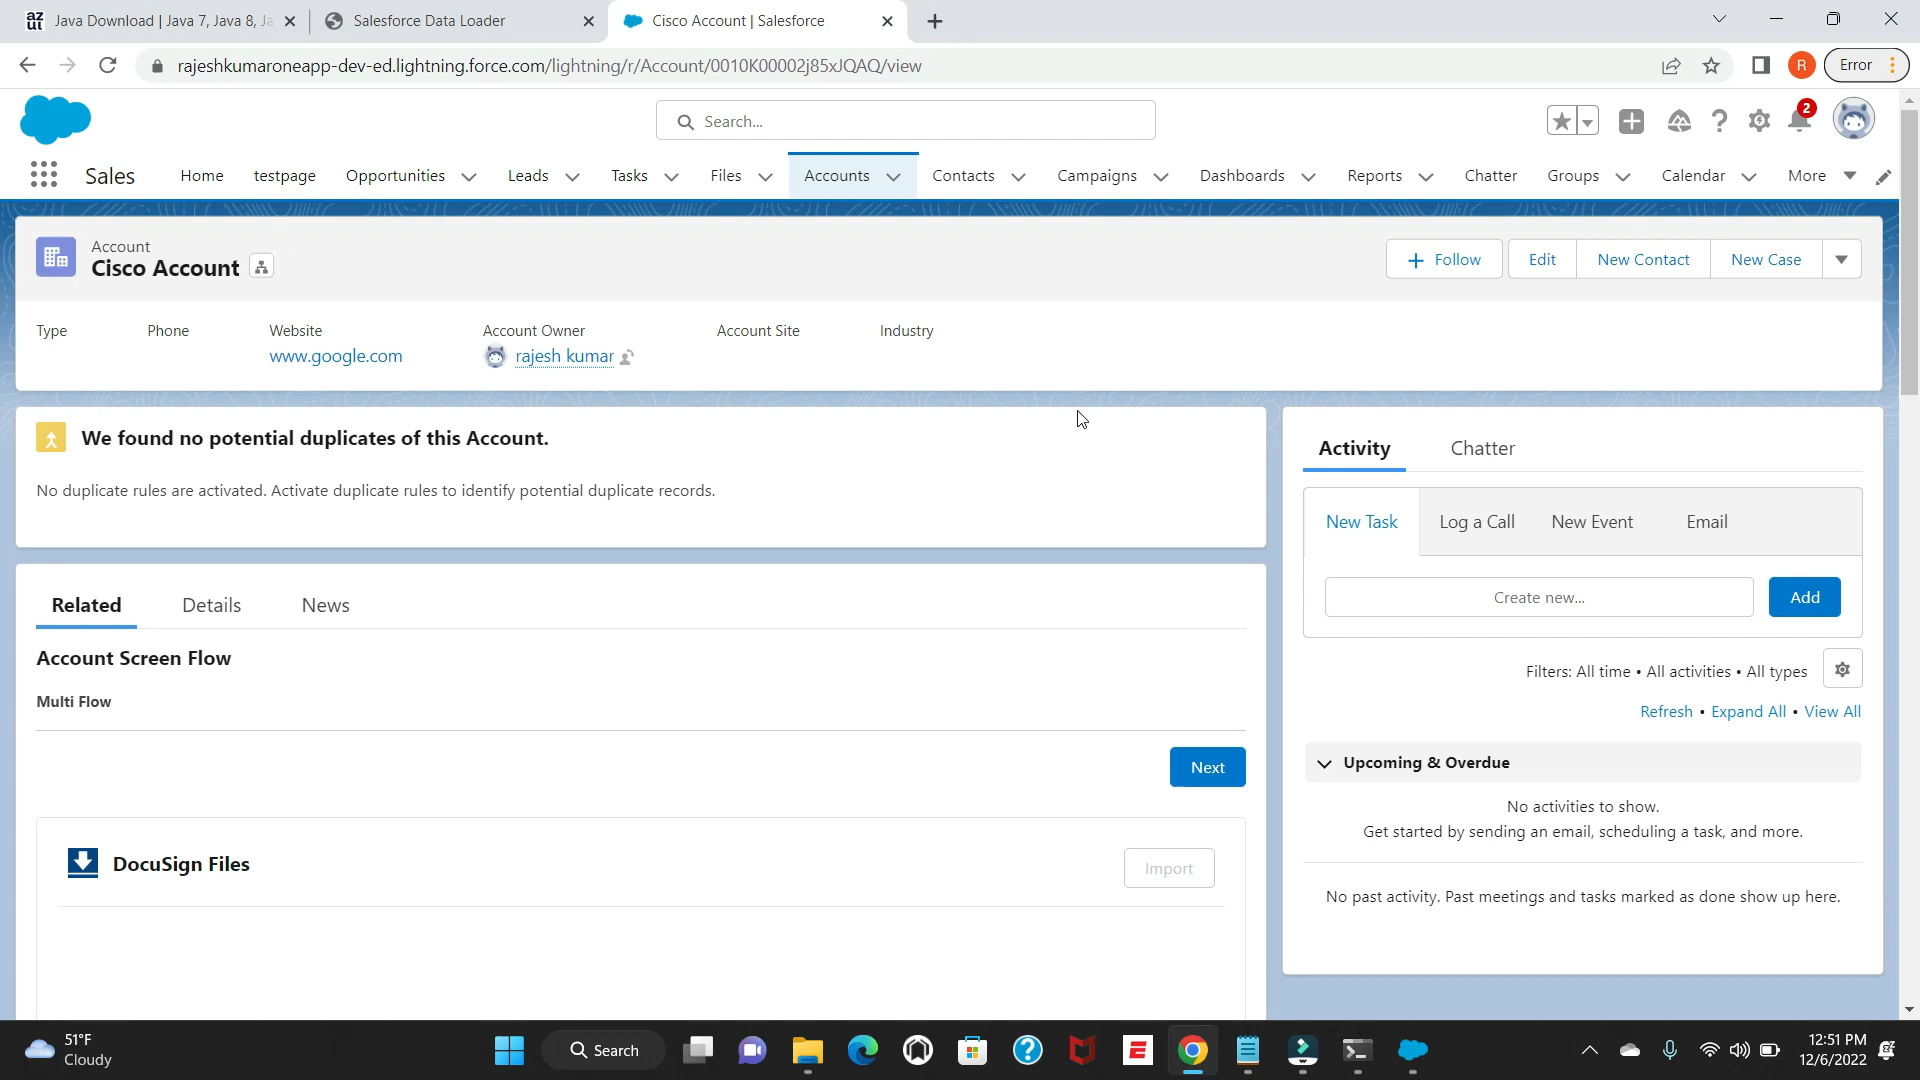 az
ul
Java Download | Java 7, Java 8, Ja
Salesforce Data Loader
Cisco Account | Salesforce
rajeshkumaroneapp-dev-ed.lightning.force.com/lightning/r/Account/0010K00002j85xJQAQ/view
R
Error
Search...
2
Sales
Home
testpage
Opportunities
Leads
Tasks
Files
Accounts
Contacts
Campaigns
Dashboards
Reports
Chatter
Groups
Calendar
More
Account
Cisco Account
Follow
Edit
New Contact
New Case
Type
Phone
Website
www.google.com
Account Owner
rajesh kumar
Account Site
Industry
We found no potential duplicates of this Account.
No duplicate rules are activated. Activate duplicate rules to identify potential duplicate records.
Related
Details
News
Account Screen Flow
Multi Flow
Next
DocuSign Files
Import
Activity
Chatter
New Task
Log a Call
New Event
Email
Create new...
Add
Filters: All time • All activities • All types
Refresh • Expand All • View All
Upcoming & Overdue
No activities to show.
Get started by sending an email, scheduling a task, and more.
No past activity. Past meetings and tasks marked as done show up here.
51°F
Cloudy
Search
E
12:51 PM
12/6/2022